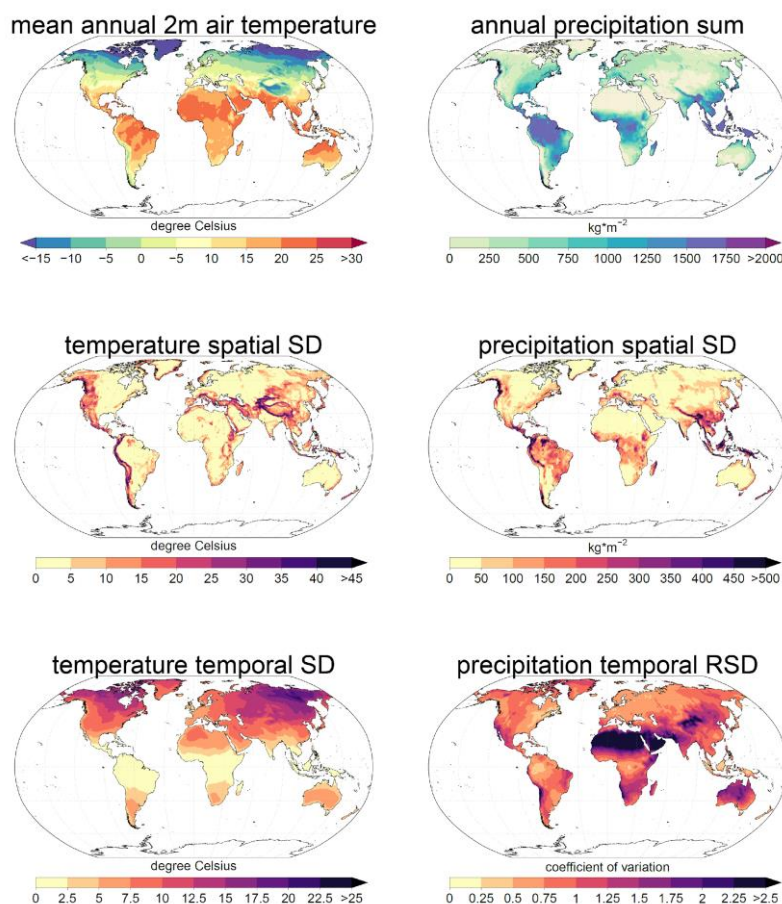 mean annual 2m air temperature
annual precipitation sum
degree Celsius
kg*m−2
<−15 −10 −5 0 −5 10 15 20 25 >30
0 250 500 750 1000 1250 1500 1750 >2000
temperature spatial SD
precipitation spatial SD
degree Celsius
kg*m−2
0 5 10 15 20 25 30 35 40 >45
0 50 100 150 200 250 300 350 400 450 >500
temperature temporal SD
precipitation temporal RSD
degree Celsius
coefficient of variation
0 2.5 5 7.5 10 12.5 15 17.5 20 22.5 >25
0 0.25 0.5 0.75 1 1.25 1.5 1.75 2 2.25 >2.5